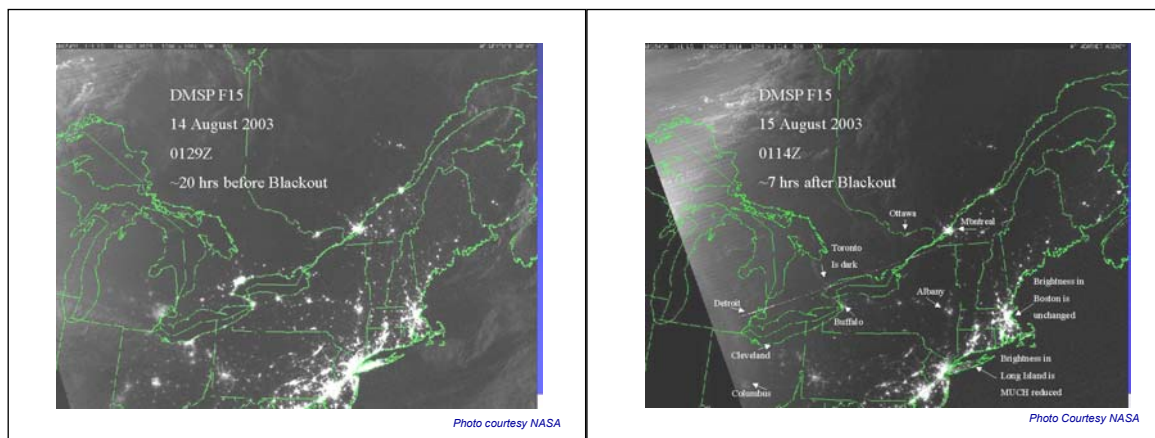 DMSP F15
14 August 2003
0129Z
~20 hrs before Blackout
Photo courtesy NASA
DMSP F15
15 August 2003
0114Z
~7 hrs after Blackout
Ottawa
Montreal
Toronto
Is dark
Detroit
Albany
Brightness in
Boston is
unchanged
Buffalo
Cleveland
Brightness in
Long Island is
MUCH reduced
Columbus
Photo Courtesy NASA